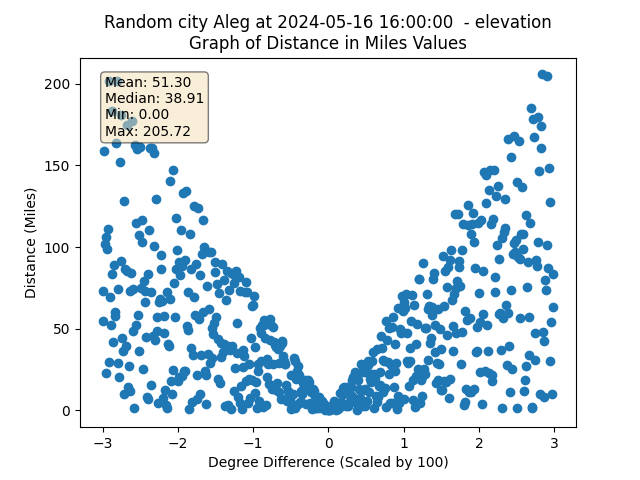 Random city Aleg at 2024-05-16 16:00:00  - elevation
Graph of Distance in Miles Values
Mean: 51.30
Median: 38.91
Min: 0.00
Max: 205.72
200
150
100
50
0
Distance (Miles)
−3 −2 −1 0 1 2 3
Degree Difference (Scaled by 100)